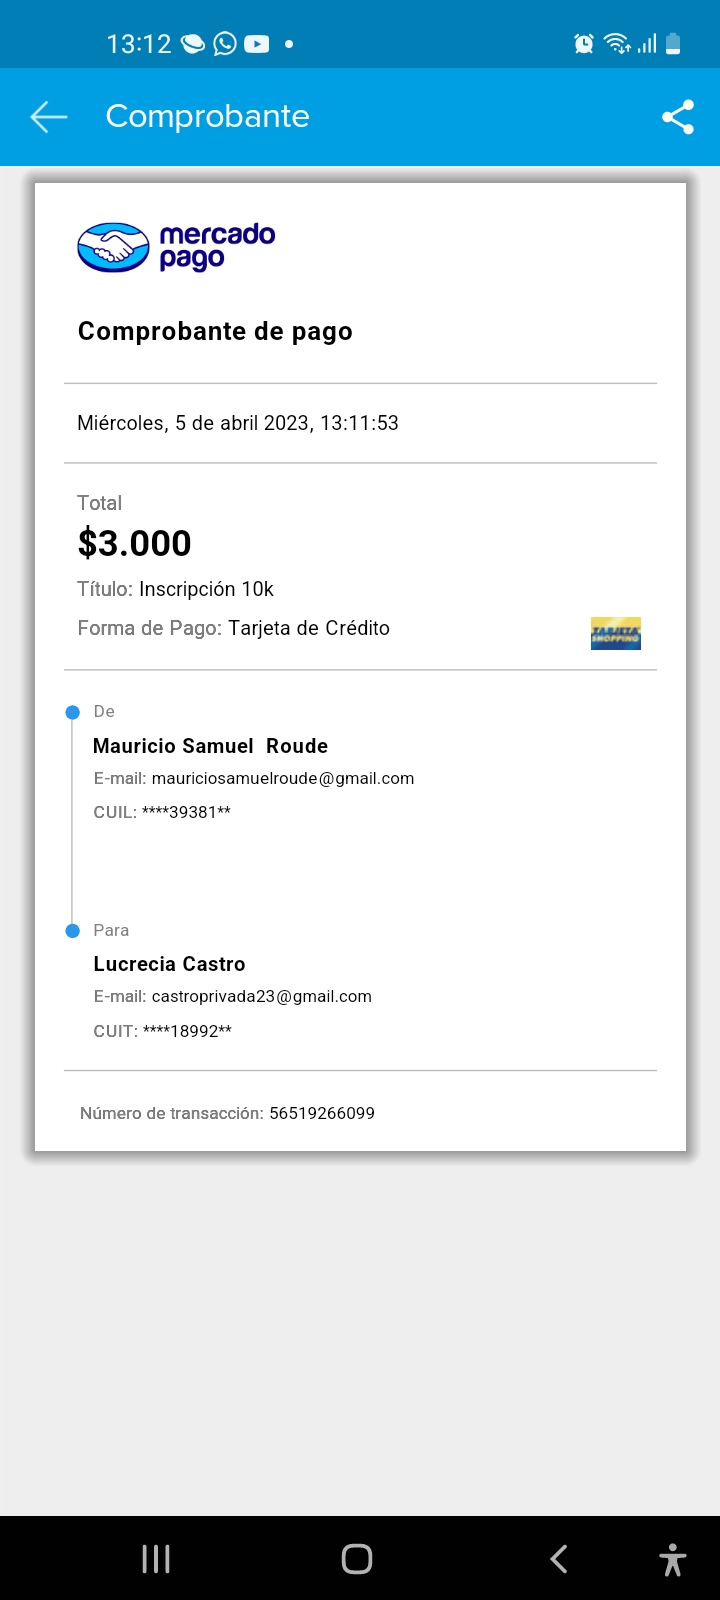 13:12
Comprobante
mercado
pago
Comprobante de pago
Miércoles, 5 de abril 2023, 13:11:53
Total
$3.000
Título: Inscripción 10k
Forma de Pago: Tarjeta de Crédito
TARJETA
SHOPPING
De
Mauricio Samuel  Roude
E-mail: mauriciosamuelroude@gmail.com
CUIL: ****39381**
Para
Lucrecia Castro
E-mail: castroprivada23@gmail.com
CUIT: ****18992**
Número de transacción: 56519266099